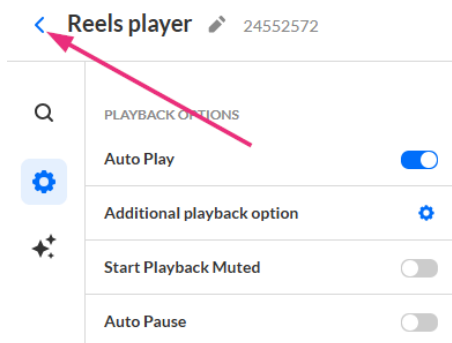 Reels player 24552572
PLAYBACK OPTIONS
Auto Play
Additional playback option
Start Playback Muted
Auto Pause